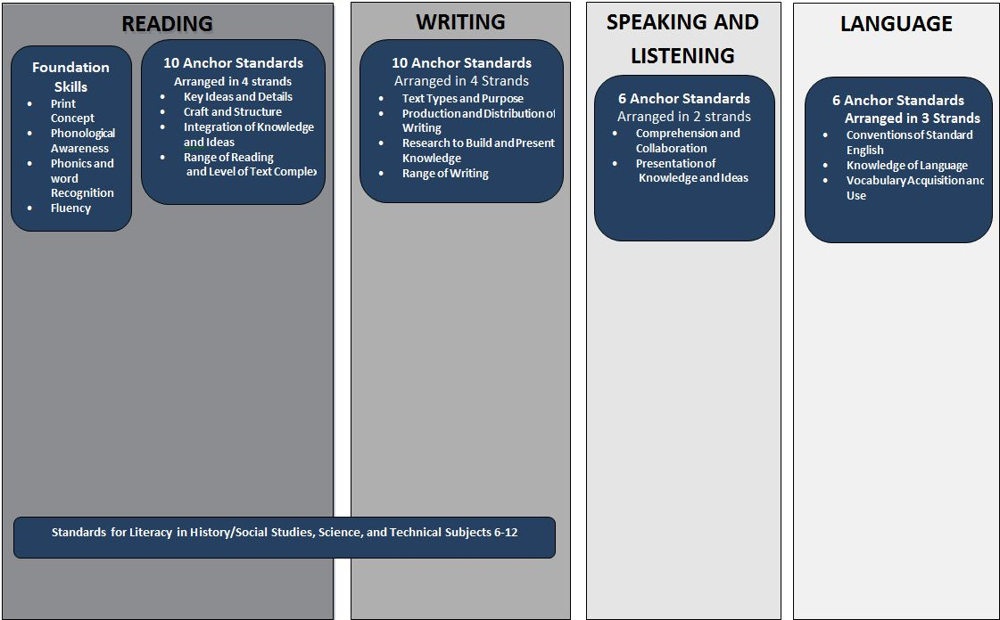 READING
Foundation
Skills
• Print
Concept
• Phonological
Awareness
• Phonics and
word
Recognition
• Fluency
10 Anchor Standards
Arranged in 4 strands
• Key Ideas and Details
• Craft and Structure
• Integration of Knowledge
and Ideas
• Range of Reading
and Level of Text Complex
WRITING
10 Anchor Standards
Arranged in 4 Strands
• Text Types and Purpose
• Production and Distribution of
Writing
• Research to Build and Present
Knowledge
• Range of Writing
SPEAKING AND
LISTENING
6 Anchor Standards
Arranged in 2 strands
• Comprehension and
Collaboration
• Presentation of
Knowledge and Ideas
LANGUAGE
6 Anchor Standards
Arranged in 3 Strands
• Conventions of Standard
English
• Knowledge of Language
• Vocabulary Acquisition and
Use
Standards for Literacy in History/Social Studies, Science, and Technical Subjects 6-12